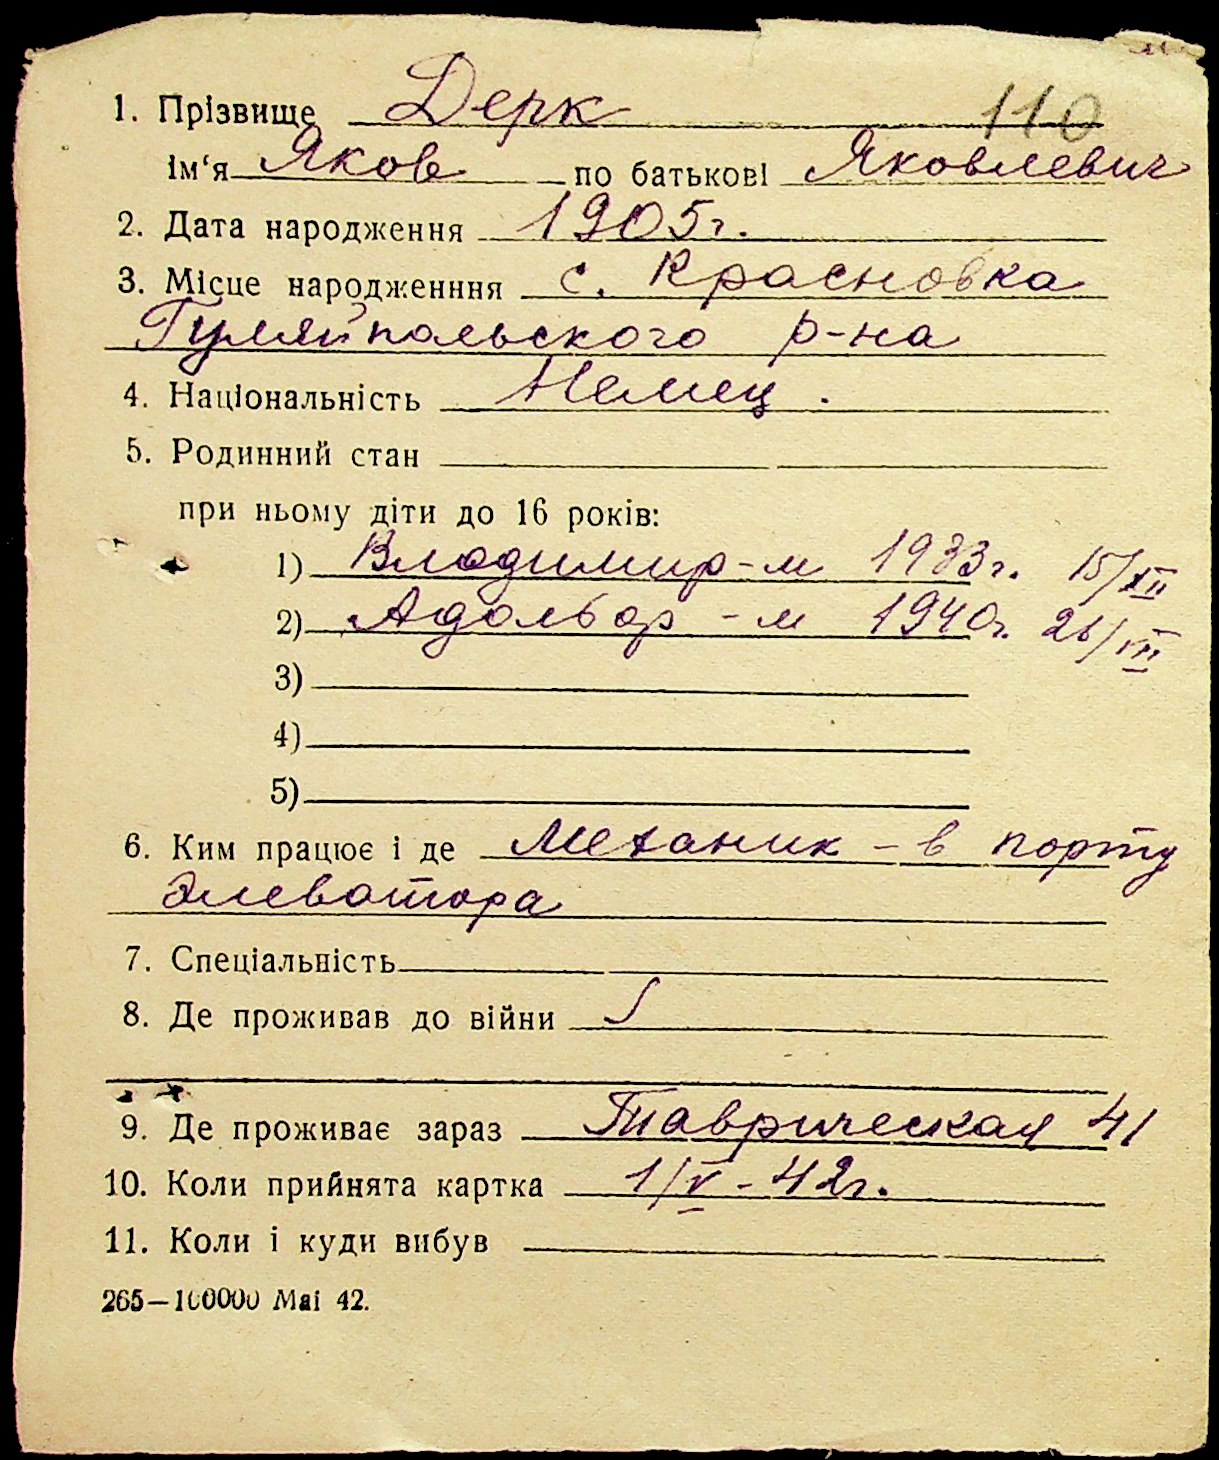 110
1. Прізвище Дерк
Ім‘я Яков по батькові Яковлевич
2. Дата народження 1905г.
3. Місце народженння с. Красновка
Гуляйпольского р-на
4. Національність Немец.
5. Родинний стан
при ньому діти до 16 років:
1) Владимир-м 1933г. 15/XII
2) Адольф - м 1940г. 26/VII
3)
4)
5)
6. Ким працює і де Механик - в порту
Элеватора
7. Спеціальність
8. Де проживав до війни
9. Де проживає зараз Таврическая 41
10. Коли прийнята картка 1/V - 42г.
11. Коли і куди вибув
265—100000 Mai 42.